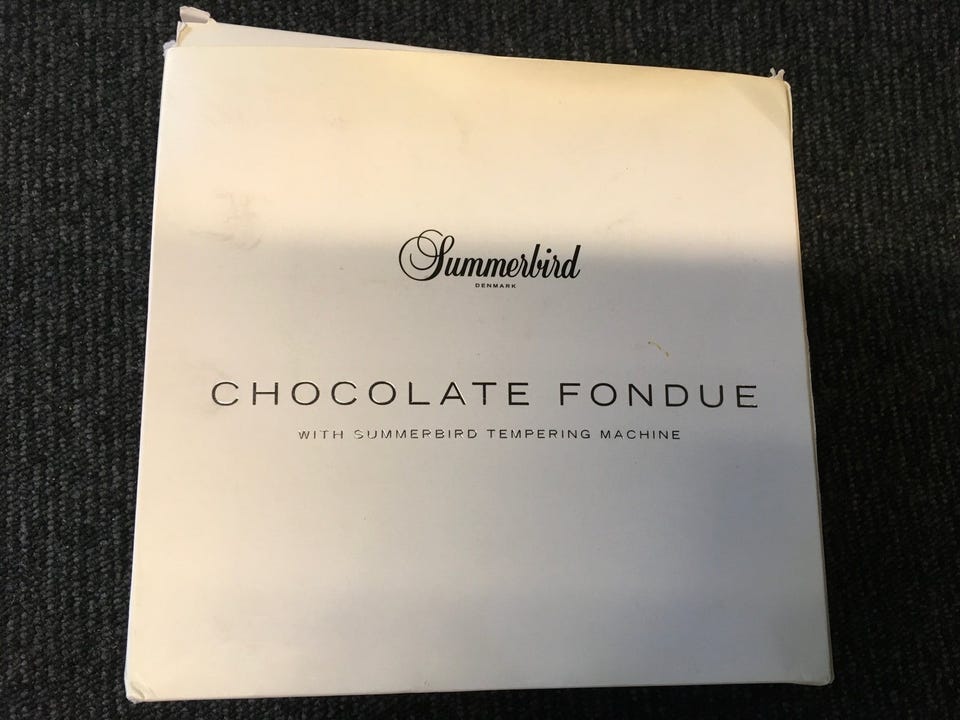 Summerbird
DENMARK
CHOCOLATE FONDUE
WITH SUMMERBIRD TEMPERING MACHINE